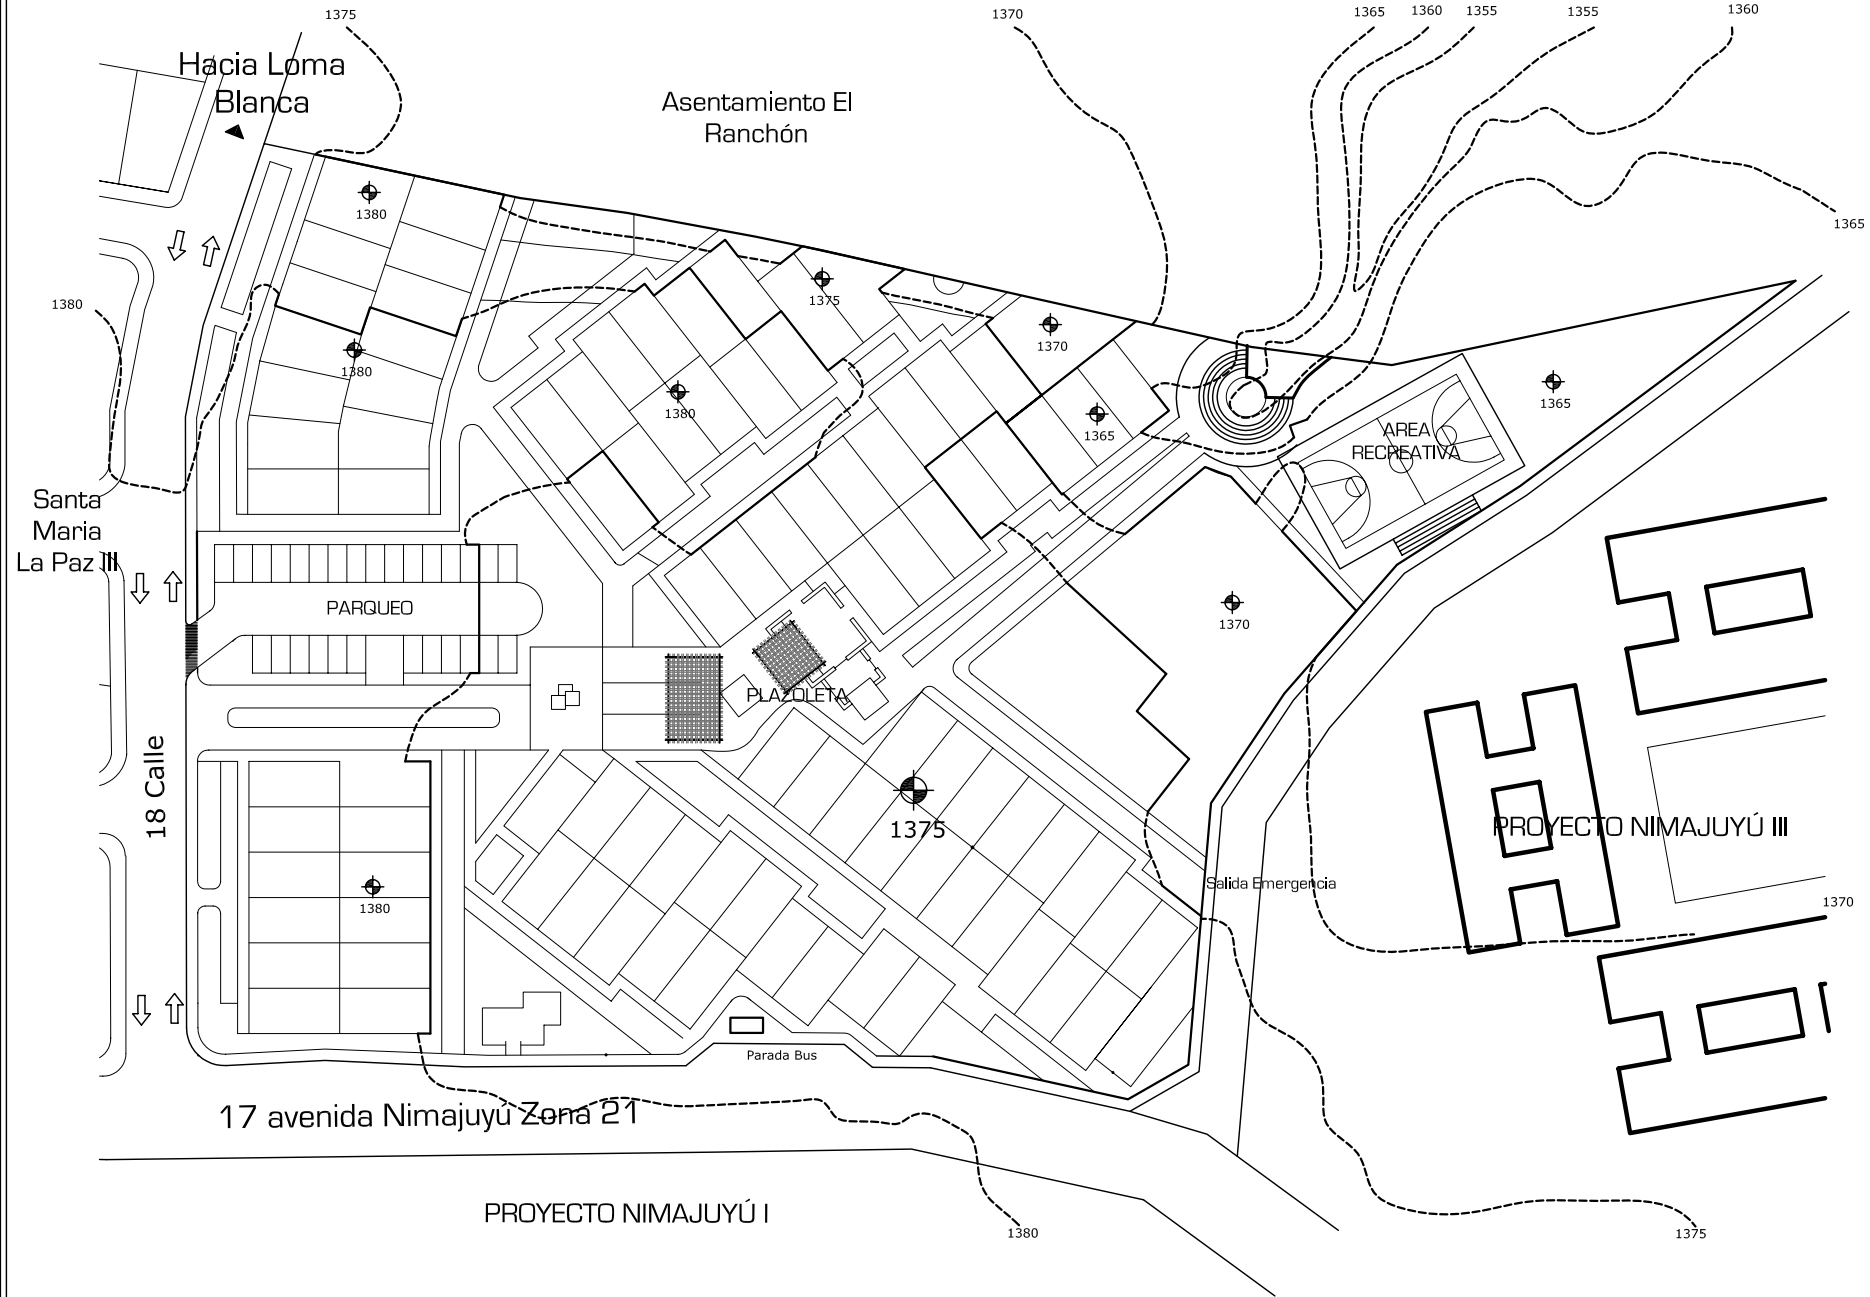 1375
1370
1365
1360
1355
1355
1360
Hacia Loma
Blanca
Asentamiento El
Ranchón
1380
1365
1380
1375
1370
1380
1380
1365
1380
1365
AREA
RECREATIVA
Santa
Maria
La Paz III
PARQUEO
1370
PLAZOLETA
18 Calle
1375
PROYECTO NIMAJUYÚ III
Salida Emergencia
1380
1370
Parada Bus
17 avenida Nimajuyú Zona 21
PROYECTO NIMAJUYÚ I
1380
1375